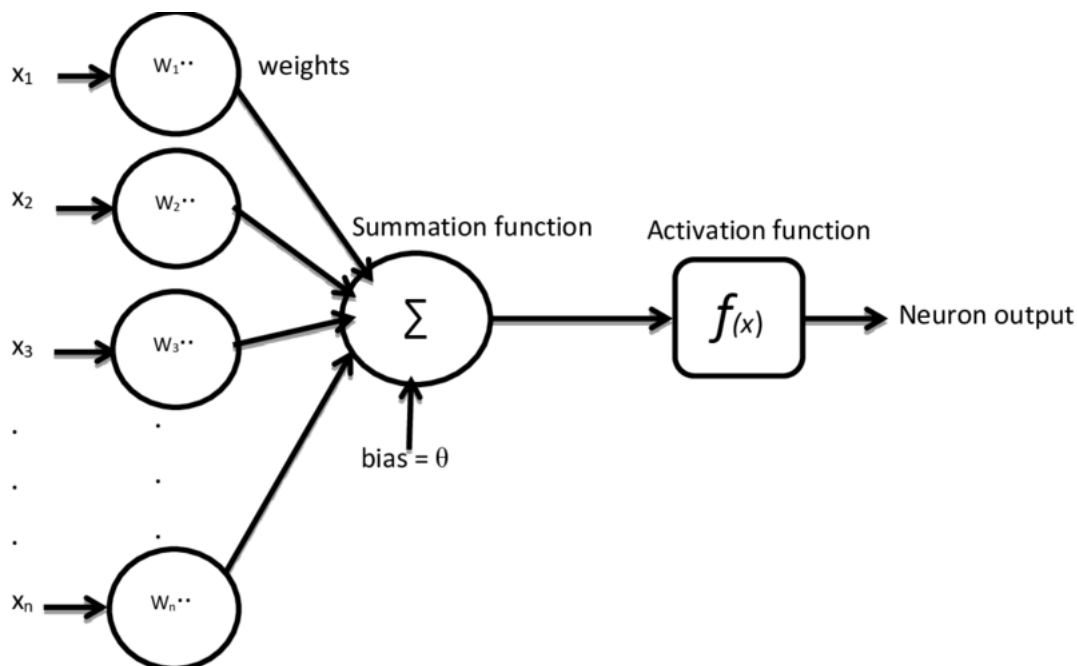 x₁
W₁..
weights
x₂
W₂..
Summation function
Activation function
x₃
W₃..
∑
f(x)
Neuron output
bias = θ
. .
. .
. .
xₙ
Wₙ..